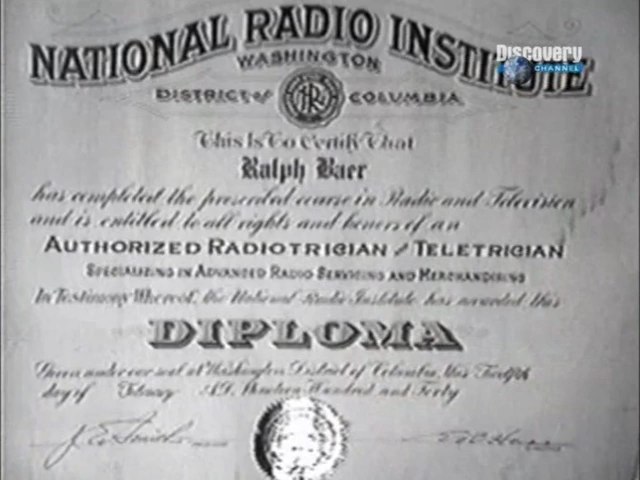 NATIONAL RADIO INSTITUTE
Discovery
CHANNEL
WASHINGTON
DISTRICT OF COLUMBIA
NRI
This Is To Certify That
Ralph Baer
has completed the prescribed course in Radio and Television
and is entitled to all rights and honors of an
AUTHORIZED RADIOTRICIAN AND TELETRICIAN
SPECIALIZING IN ADVANCED RADIO SERVICING AND MERCHANDISING
In Testimony Whereof, the National Radio Institute has awarded this
DIPLOMA
Given under our seal at Washington District of Columbia, this Twelfth
day of February A.D. Nineteen Hundred and Forty
J.E. Smith